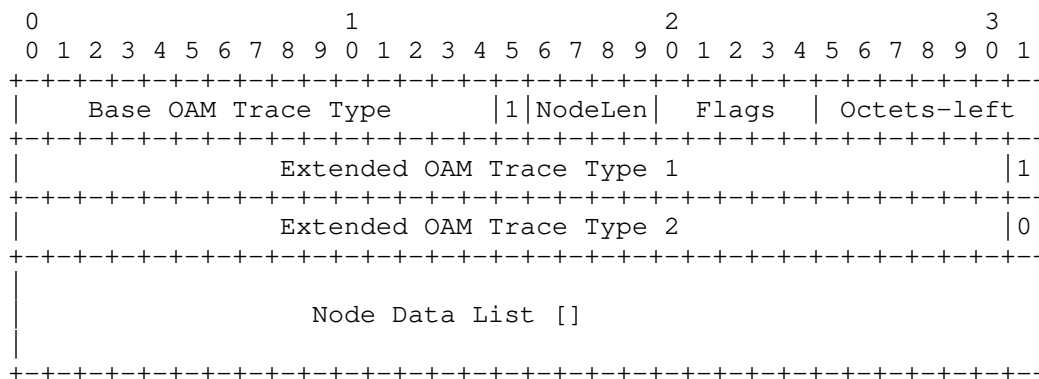 0                   1                   2                   3
 0 1 2 3 4 5 6 7 8 9 0 1 2 3 4 5 6 7 8 9 0 1 2 3 4 5 6 7 8 9 0 1
+-+-+-+-+-+-+-+-+-+-+-+-+-+-+-+-+-+-+-+-+-+-+-+-+-+-+-+-+-+-+-+--
|    Base OAM Trace Type      |1|NodeLen|  Flags  | Octets-left
+-+-+-+-+-+-+-+-+-+-+-+-+-+-+-+-+-+-+-+-+-+-+-+-+-+-+-+-+-+-+-+--
|                Extended OAM Trace Type 1                    |1
+-+-+-+-+-+-+-+-+-+-+-+-+-+-+-+-+-+-+-+-+-+-+-+-+-+-+-+-+-+-+-+--
|                Extended OAM Trace Type 2                    |0
+-+-+-+-+-+-+-+-+-+-+-+-+-+-+-+-+-+-+-+-+-+-+-+-+-+-+-+-+-+-+-+--
|
|                  Node Data List []
|
+-+-+-+-+-+-+-+-+-+-+-+-+-+-+-+-+-+-+-+-+-+-+-+-+-+-+-+-+-+-+-+--